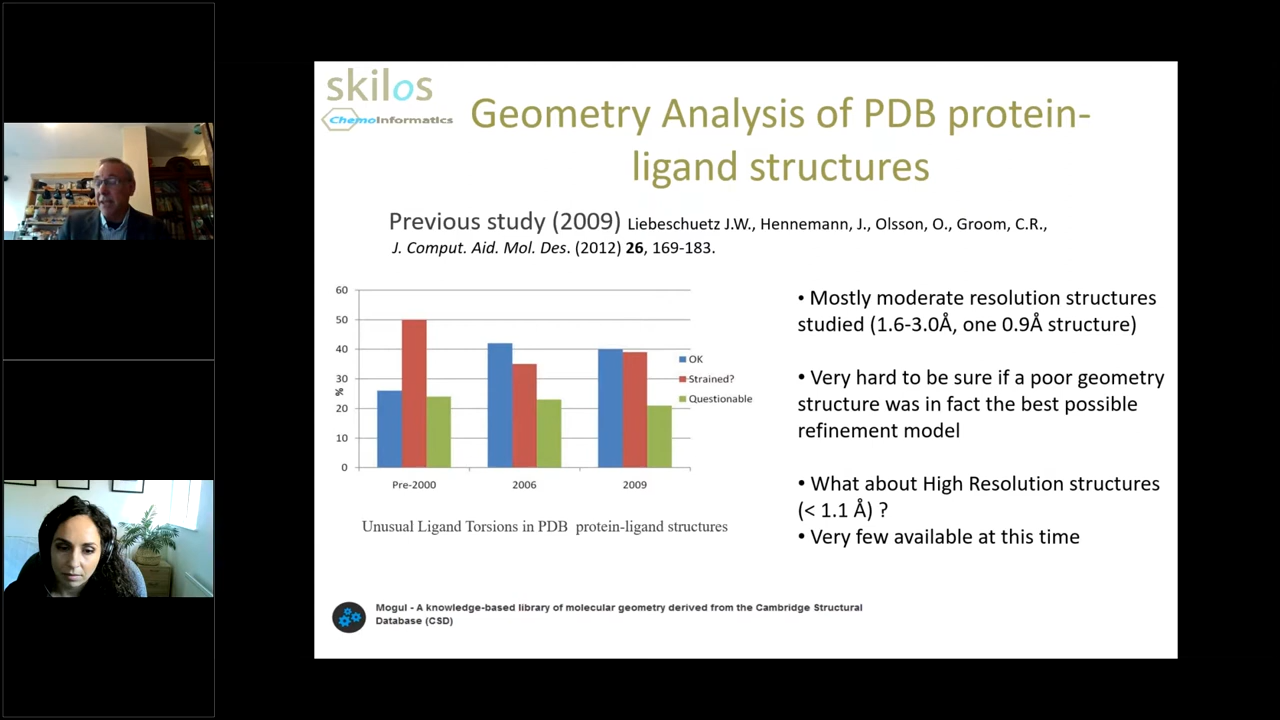 skilos
ChemoInformatics
Geometry Analysis of PDB protein-
ligand structures
Previous study (2009) Liebeschuetz J.W., Hennemann, J., Olsson, O., Groom, C.R.,
J. Comput. Aid. Mol. Des. (2012) 26, 169-183.
60
50
40
30
20
10
0
%
Pre-2000
2006
2009
OK
Strained?
Questionable
Unusual Ligand Torsions in PDB protein-ligand structures
• Mostly moderate resolution structures
studied (1.6-3.0Å, one 0.9Å structure)
• Very hard to be sure if a poor geometry
structure was in fact the best possible
refinement model
• What about High Resolution structures
(< 1.1 Å) ?
• Very few available at this time
Mogul - A knowledge-based library of molecular geometry derived from the Cambridge Structural
Database (CSD)